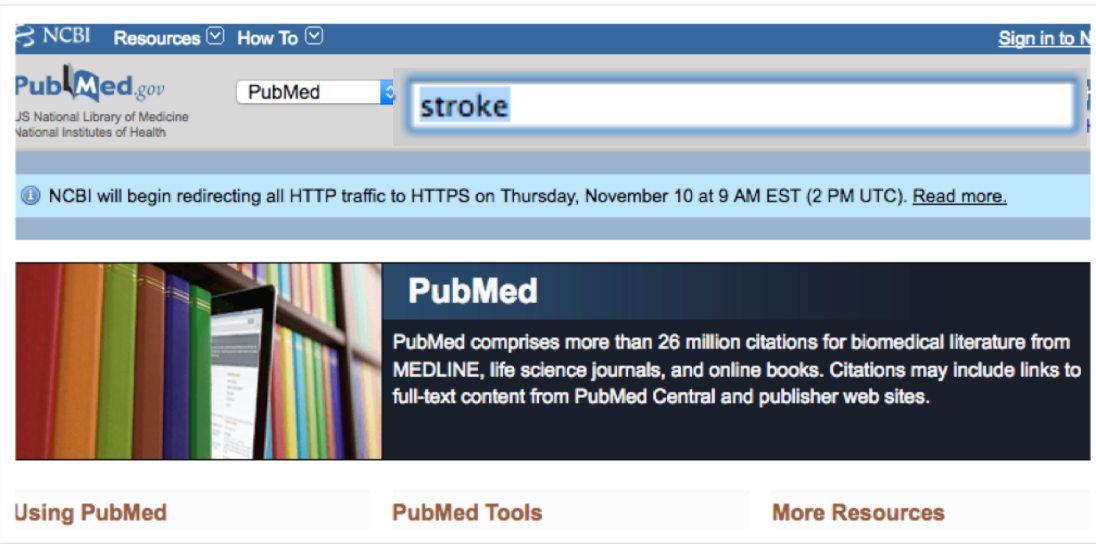 NCBI Resources How To Sign in to N
PubMed.gov
US National Library of Medicine
National Institutes of Health
PubMed
stroke
NCBI will begin redirecting all HTTP traffic to HTTPS on Thursday, November 10 at 9 AM EST (2 PM UTC). Read more.
PubMed
PubMed comprises more than 26 million citations for biomedical literature from
MEDLINE, life science journals, and online books. Citations may include links to
full-text content from PubMed Central and publisher web sites.
Using PubMed
PubMed Tools
More Resources